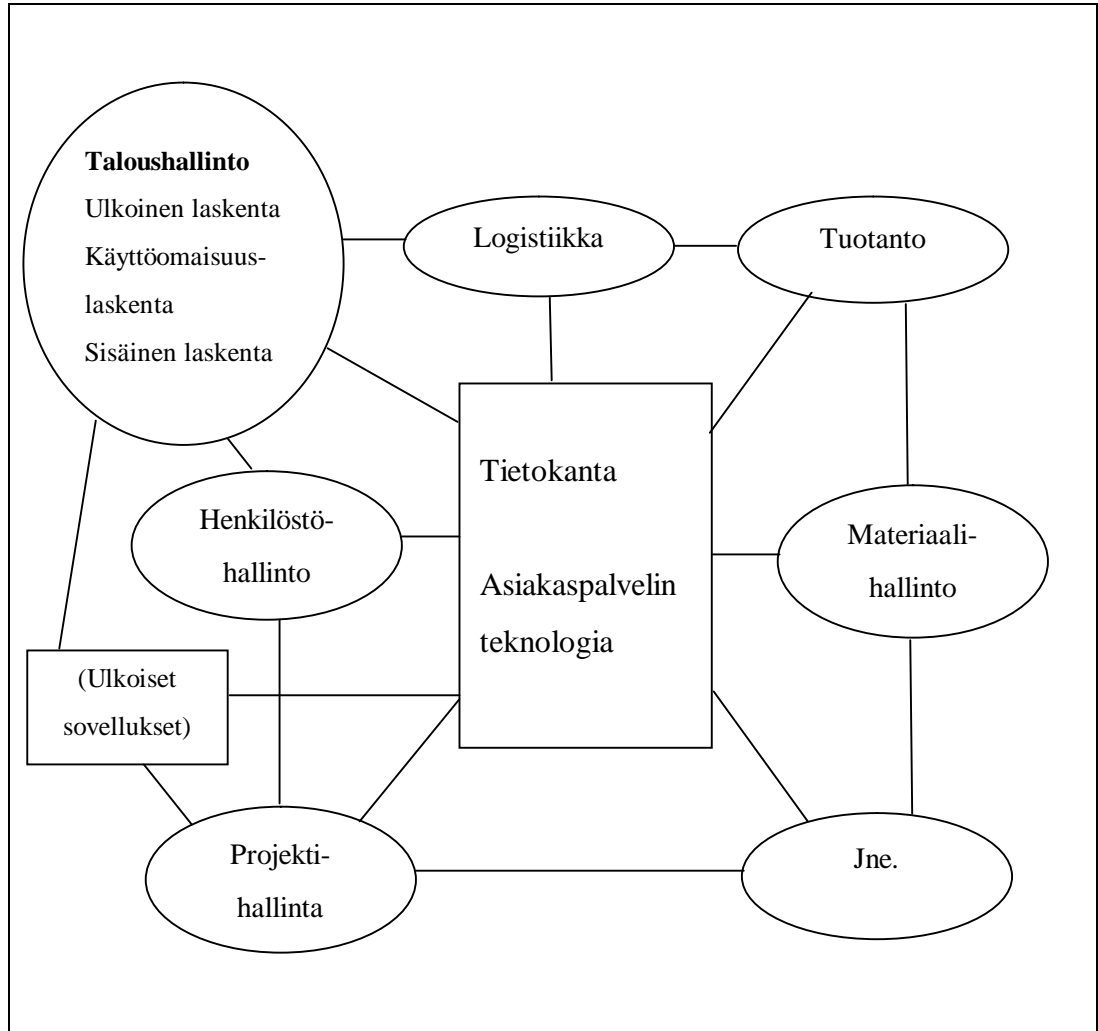 Taloushallinto
Ulkoinen laskenta
Käyttöomaisuus-
laskenta
Sisäinen laskenta
Logistiikka
Tuotanto
Tietokanta
Asiakaspalvelin
teknologia
Henkilöstö-
hallinto
Materiaali-
hallinto
(Ulkoiset
sovellukset)
Projekti-
hallinta
Jne.